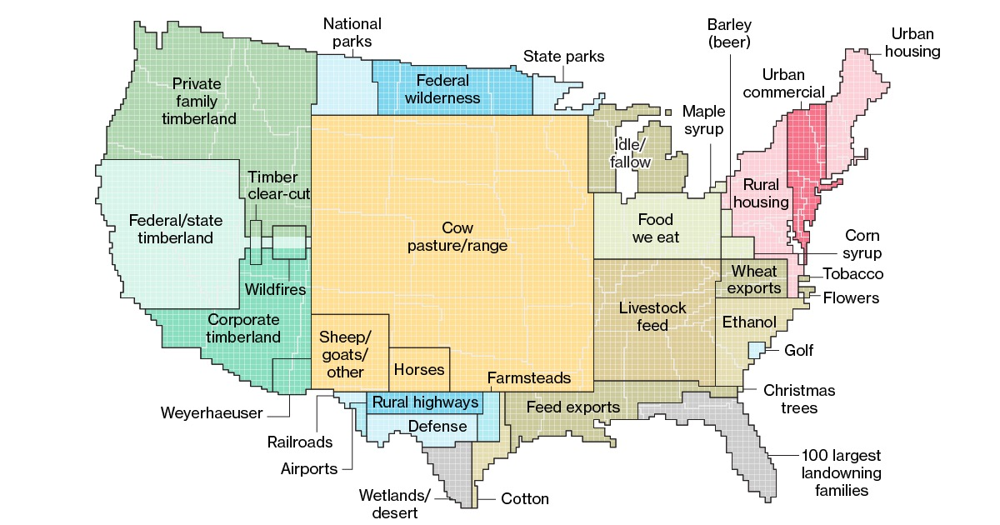 National
parks
State parks
Barley
(beer)
Urban
housing
Urban
commercial
Private
family
timberland
Federal
wilderness
Maple
syrup
Idle/
fallow
Timber
clear-cut
Rural
housing
Federal/state
timberland
Cow
pasture/range
Food
we eat
Corn
syrup
Wheat
exports
Tobacco
Flowers
Wildfires
Livestock
feed
Ethanol
Corporate
timberland
Sheep/
goats/
other
Horses
Golf
Farmsteads
Weyerhaeuser
Rural highways
Feed exports
Christmas
trees
Defense
Railroads
Airports
100 largest
landowning
families
Wetlands/
desert
Cotton